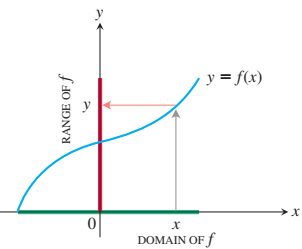 y
y = f(x)
RANGE OF f
y
0
x
x
DOMAIN OF f